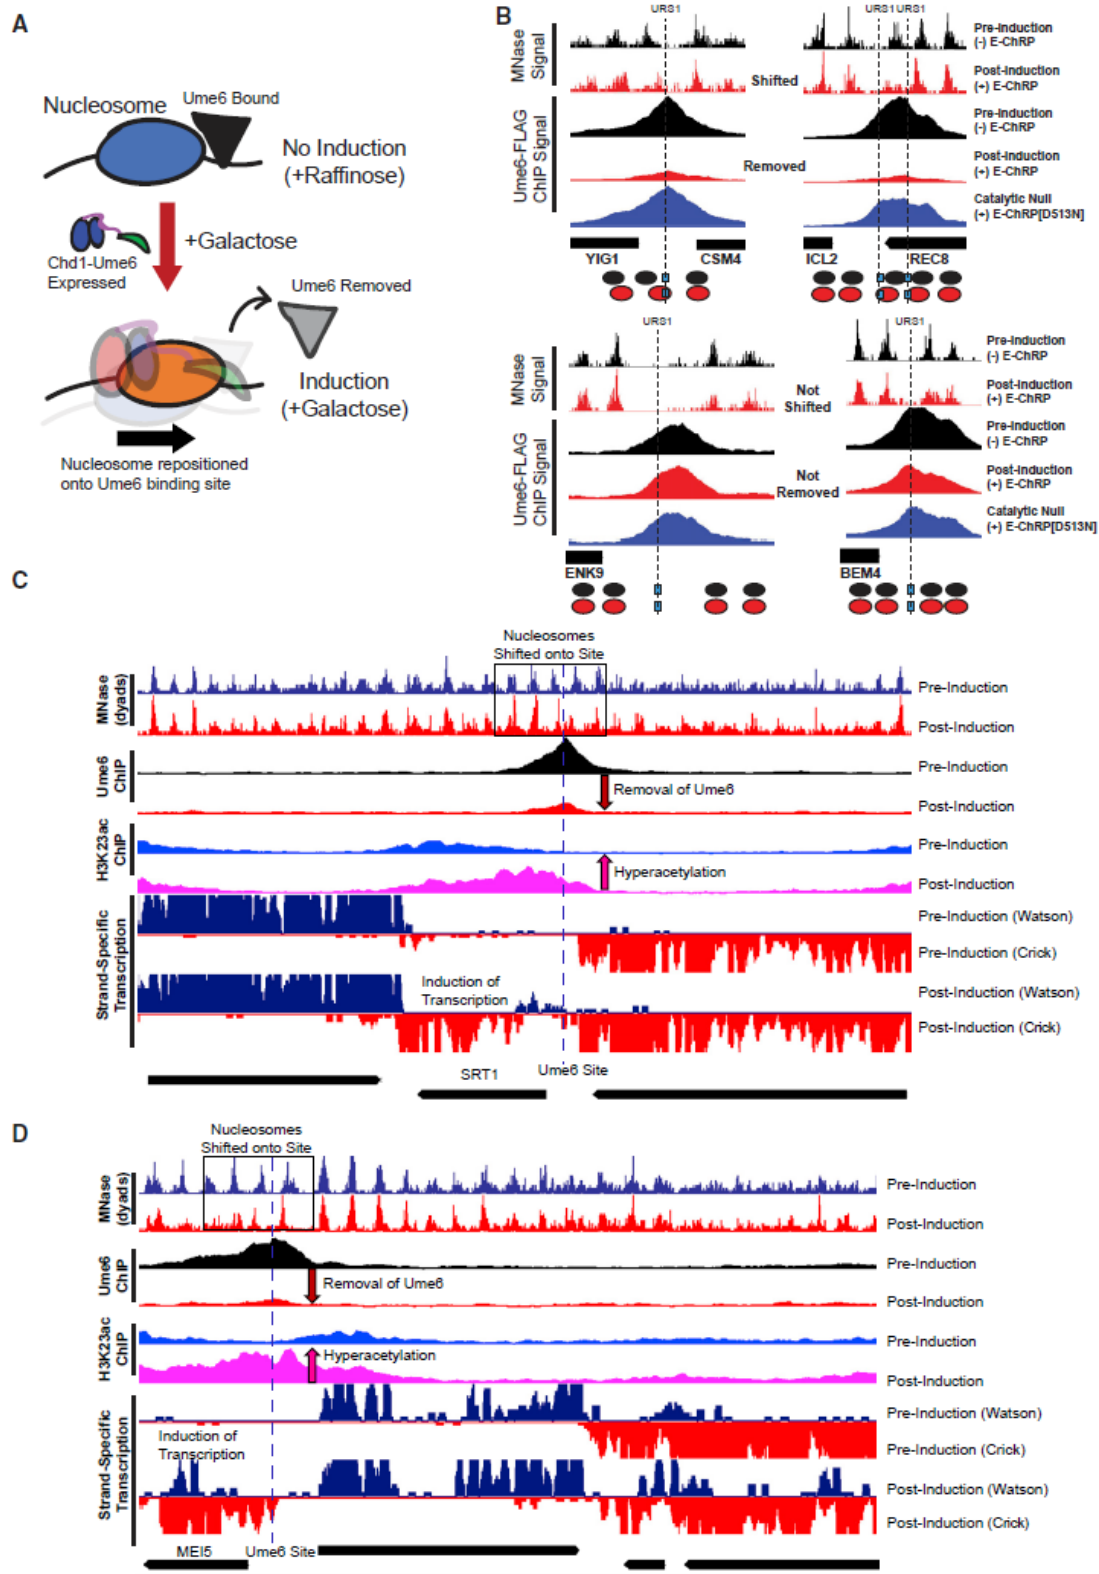 A
Nucleosome
Ume6 Bound
No Induction
(+Raffinose)
Chd1-Ume6
Expressed
+Galactose
Ume6 Removed
Induction
(+Galactose)
Nucleosome repositioned
onto Ume6 binding site
B
URS1
URS1 URS1
MNase
Signal
Pre-Induction
(-) E-ChRP
Shifted
Post-Induction
(+) E-ChRP
Ume6-FLAG
ChIP Signal
Pre-Induction
(-) E-ChRP
Removed
Post-Induction
(+) E-ChRP
Catalytic Null
(+) E-ChRP[D513N]
YIG1
CSM4
ICL2
REC8
URS1
URS1
MNase
Signal
Pre-Induction
(-) E-ChRP
Not
Shifted
Post-Induction
(+) E-ChRP
Ume6-FLAG
ChIP Signal
Pre-Induction
(-) E-ChRP
Not
Removed
Post-Induction
(+) E-ChRP
Catalytic Null
(+) E-ChRP[D513N]
ENK9
BEM4
C
Nucleosomes
Shifted onto Site
MNase
(dyads)
Pre-Induction
Post-Induction
Ume6
ChIP
Pre-Induction
Removal of Ume6
Post-Induction
H3K23ac
ChIP
Pre-Induction
Hyperacetylation
Post-Induction
Strand-Specific
Transcription
Pre-Induction (Watson)
Pre-Induction (Crick)
Induction of
Transcription
Post-Induction (Watson)
Post-Induction (Crick)
SRT1
Ume6 Site
D
Nucleosomes
Shifted onto Site
MNase
(dyads)
Pre-Induction
Post-Induction
Ume6
ChIP
Pre-Induction
Removal of Ume6
Post-Induction
H3K23ac
ChIP
Pre-Induction
Hyperacetylation
Post-Induction
Strand-Specific
Transcription
Pre-Induction (Watson)
Induction of
Transcription
Pre-Induction (Crick)
Post-Induction (Watson)
Post-Induction (Crick)
MEI5
Ume6 Site